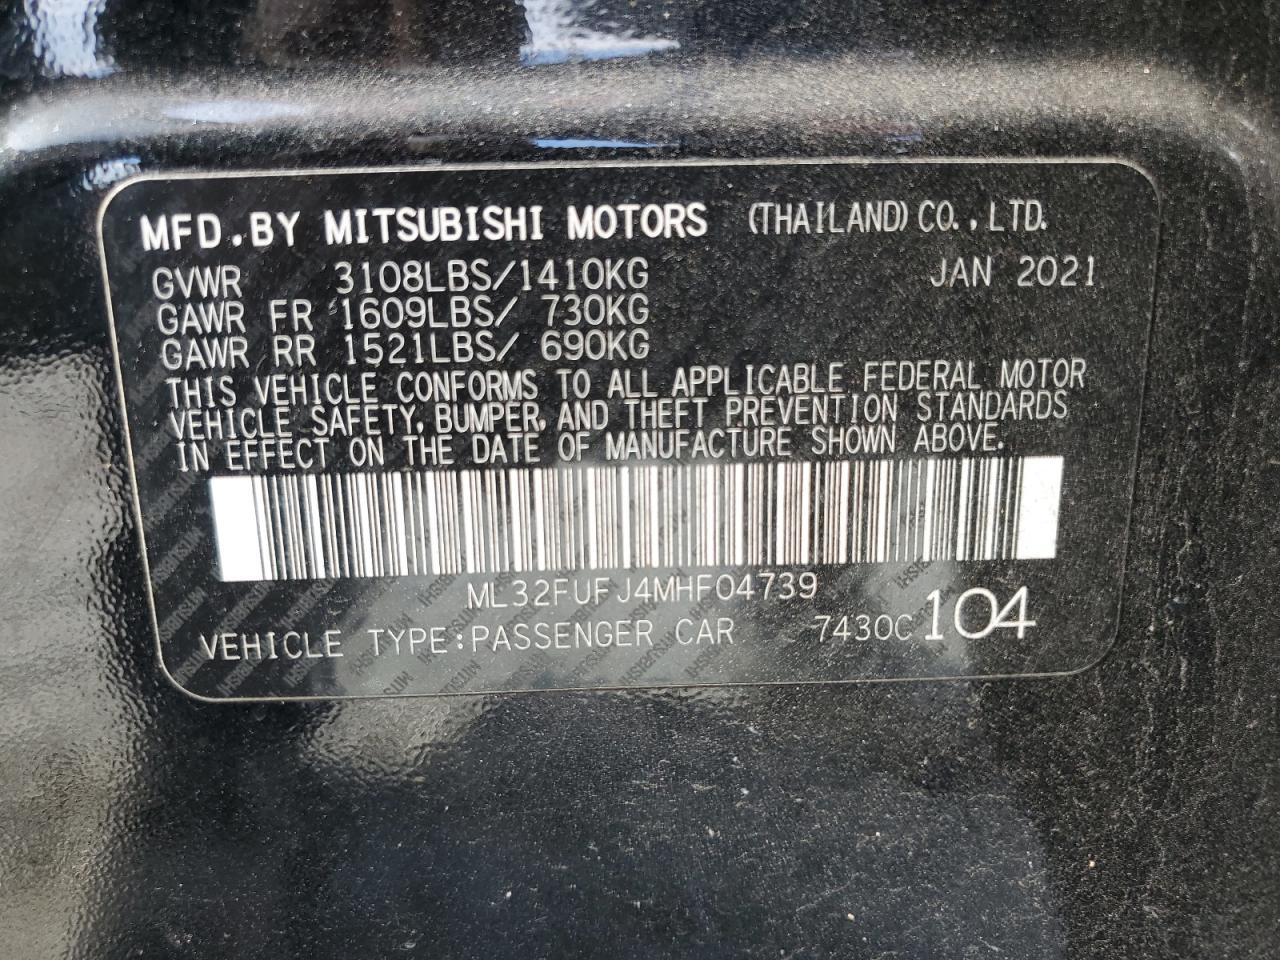 MFD.BY MITSUBISHI MOTORS (THAILAND) CO.,LTD.
GVWR 3108LBS/1410KG JAN 2021
GAWR FR 1609LBS/ 730KG
GAWR RR 1521LBS/ 690KG
THIS VEHICLE CONFORMS TO ALL APPLICABLE FEDERAL MOTOR
VEHICLE SAFETY, BUMPER, AND THEFT PREVENTION STANDARDS
IN EFFECT ON THE DATE OF MANUFACTURE SHOWN ABOVE.
ML32FUFJ4MHF04739
VEHICLE TYPE:PASSENGER CAR 7430C 104